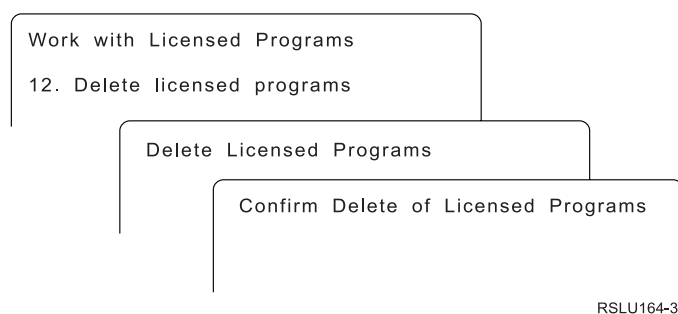 Work with Licensed Programs
12. Delete licensed programs
Delete Licensed Programs
Confirm Delete of Licensed Programs
RSLU164-3